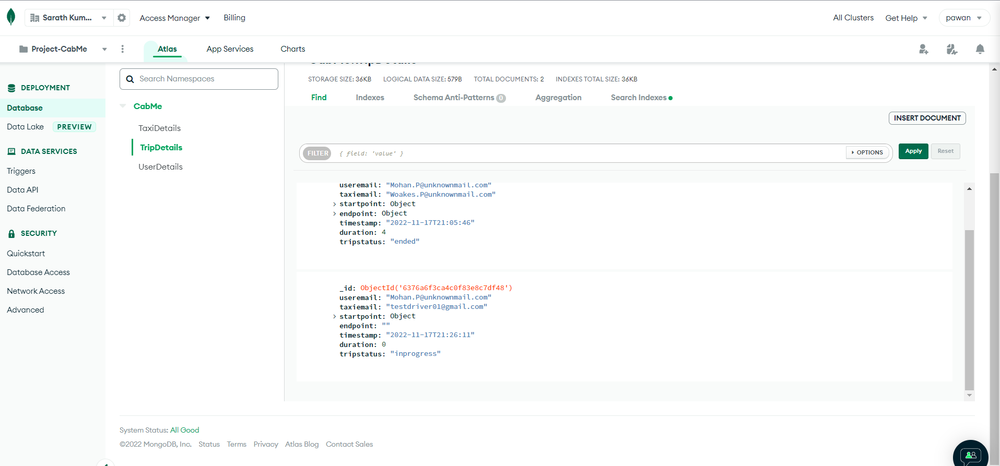 Sarath Kum...
Access Manager
Billing
All Clusters
Get Help
pawan
Project-CabMe
Atlas
App Services
Charts
DEPLOYMENT
Database
Data Lake PREVIEW
DATA SERVICES
Triggers
Data API
Data Federation
SECURITY
Quickstart
Database Access
Network Access
Advanced
Search Namespaces
CabMe
TaxiDetails
TripDetails
UserDetails
STORAGE SIZE: 36KB LOGICAL DATA SIZE: 579B TOTAL DOCUMENTS: 2 INDEXES TOTAL SIZE: 36KB
Find Indexes Schema Anti-Patterns 0 Aggregation Search Indexes
INSERT DOCUMENT
FILTER { field: 'value' } OPTIONS Apply Reset
useremail: "Mohan.P@unknownmail.com"
taxiemail: "Woakes.P@unknownmail.com"
startpoint: Object
endpoint: Object
timestamp: "2022-11-17T21:05:46"
duration: 4
tripstatus: "ended"
_id: ObjectId('6376a6f3ca4c0f83e8c7df48')
useremail: "Mohan.P@unknownmail.com"
taxiemail: "testdriver01@gmail.com"
startpoint: Object
endpoint: ""
timestamp: "2022-11-17T21:26:11"
duration: 0
tripstatus: "inprogress"
System Status: All Good
©2022 MongoDB, Inc. Status Terms Privacy Atlas Blog Contact Sales